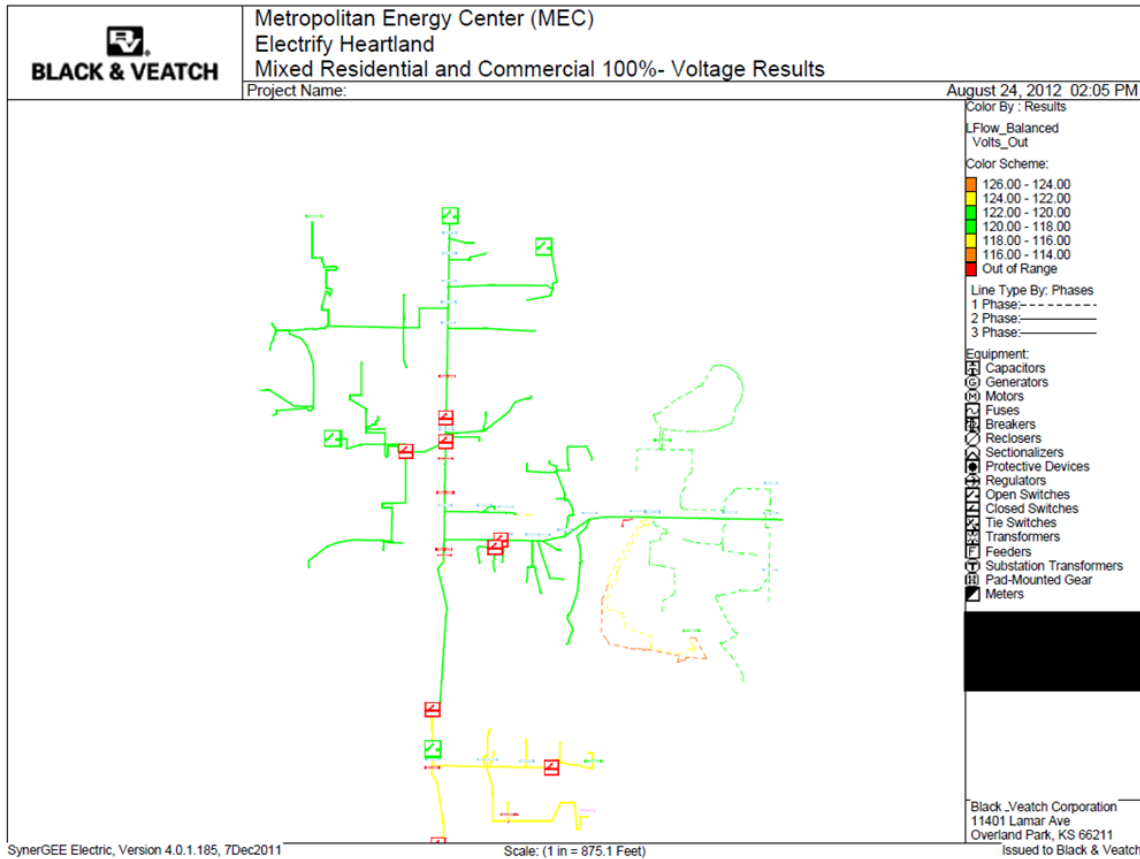 BLACK & VEATCH
Metropolitan Energy Center (MEC)
Electrify Heartland
Mixed Residential and Commercial 100%- Voltage Results
Project Name:
August 24, 2012 02:05 PM
Color By : Results
LFlow_Balanced
Volts_Out
Color Scheme:
126.00 - 124.00
124.00 - 122.00
122.00 - 120.00
120.00 - 118.00
118.00 - 116.00
116.00 - 114.00
Out of Range
Line Type By: Phases
1 Phase:
2 Phase:
3 Phase:
Equipment:
Capacitors
Generators
Motors
Fuses
Breakers
Reclosers
Sectionalizers
Protective Devices
Regulators
Open Switches
Closed Switches
Tie Switches
Transformers
Feeders
Substation Transformers
Pad-Mounted Gear
Meters
Black _Veatch Corporation
11401 Lamar Ave
Overland Park, KS 66211
SynerGEE Electric, Version 4.0.1.185, 7Dec2011
Scale: (1 in = 875.1 Feet)
Issued to Black & Veatch